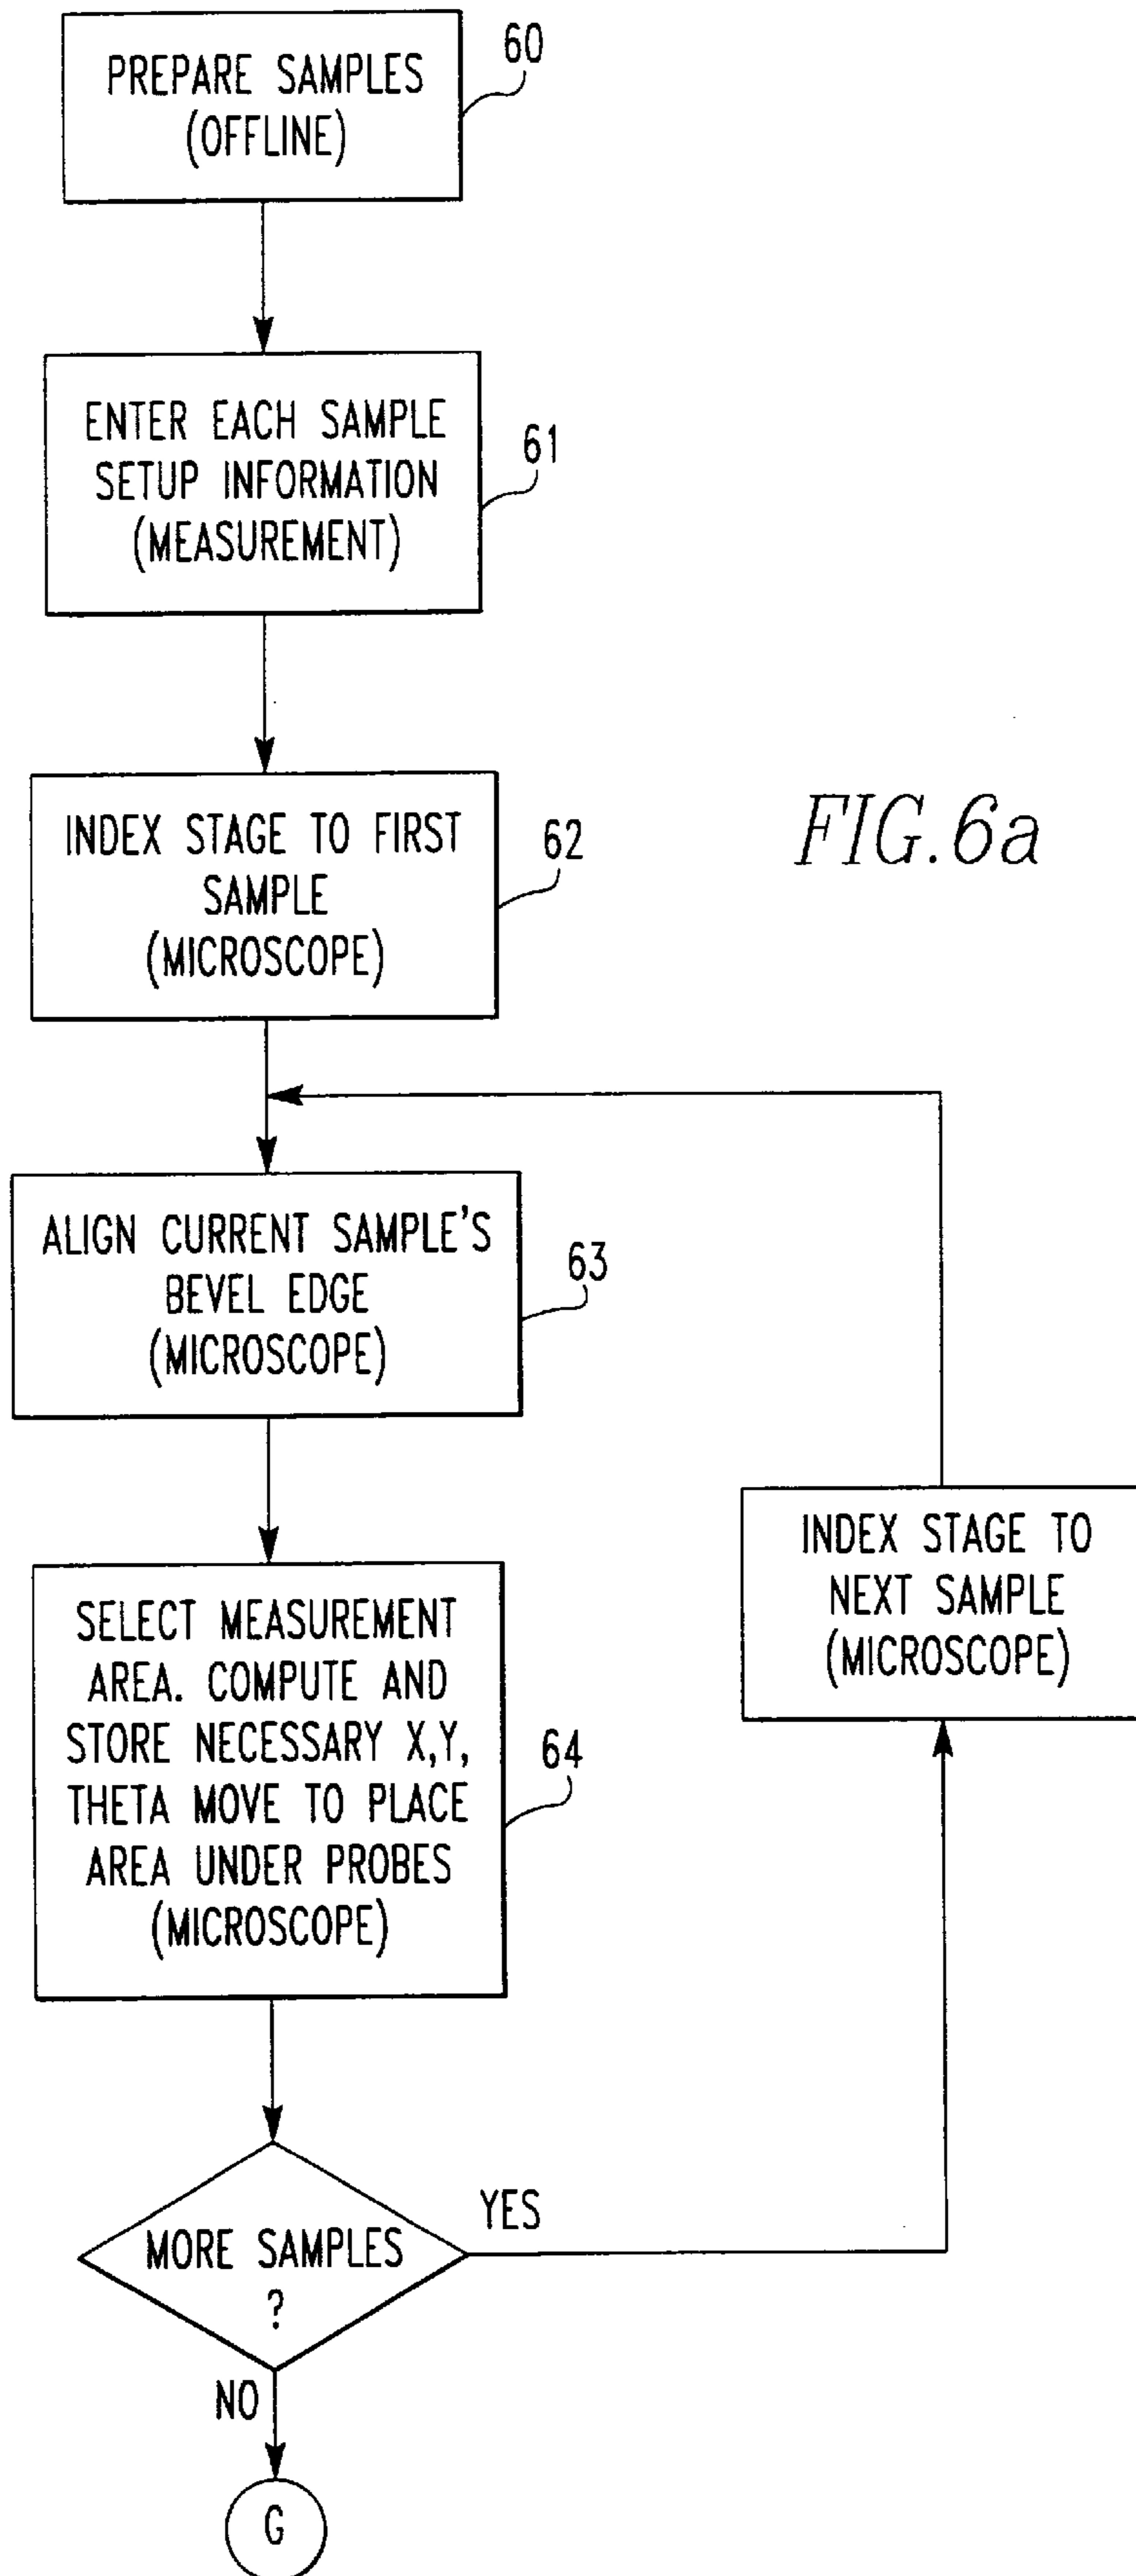 PREPARE SAMPLES
(OFFLINE)
60
ENTER EACH SAMPLE
SETUP INFORMATION
(MEASUREMENT)
61
INDEX STAGE TO FIRST
SAMPLE
(MICROSCOPE)
62
FIG.6a
ALIGN CURRENT SAMPLE'S
BEVEL EDGE
(MICROSCOPE)
63
INDEX STAGE TO
NEXT SAMPLE
(MICROSCOPE)
SELECT MEASUREMENT
AREA. COMPUTE AND
STORE NECESSARY X,Y,
THETA MOVE TO PLACE
AREA UNDER PROBES
(MICROSCOPE)
64
MORE SAMPLES
?
YES
NO
G